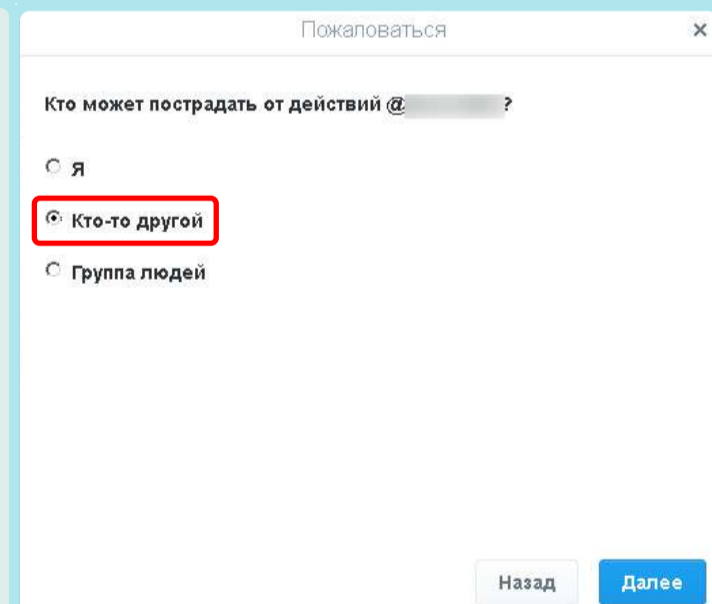 Пожаловаться ×
Кто может пострадать от действий @ ?
Я
Кто-то другой
Группа людей
Назад Далее